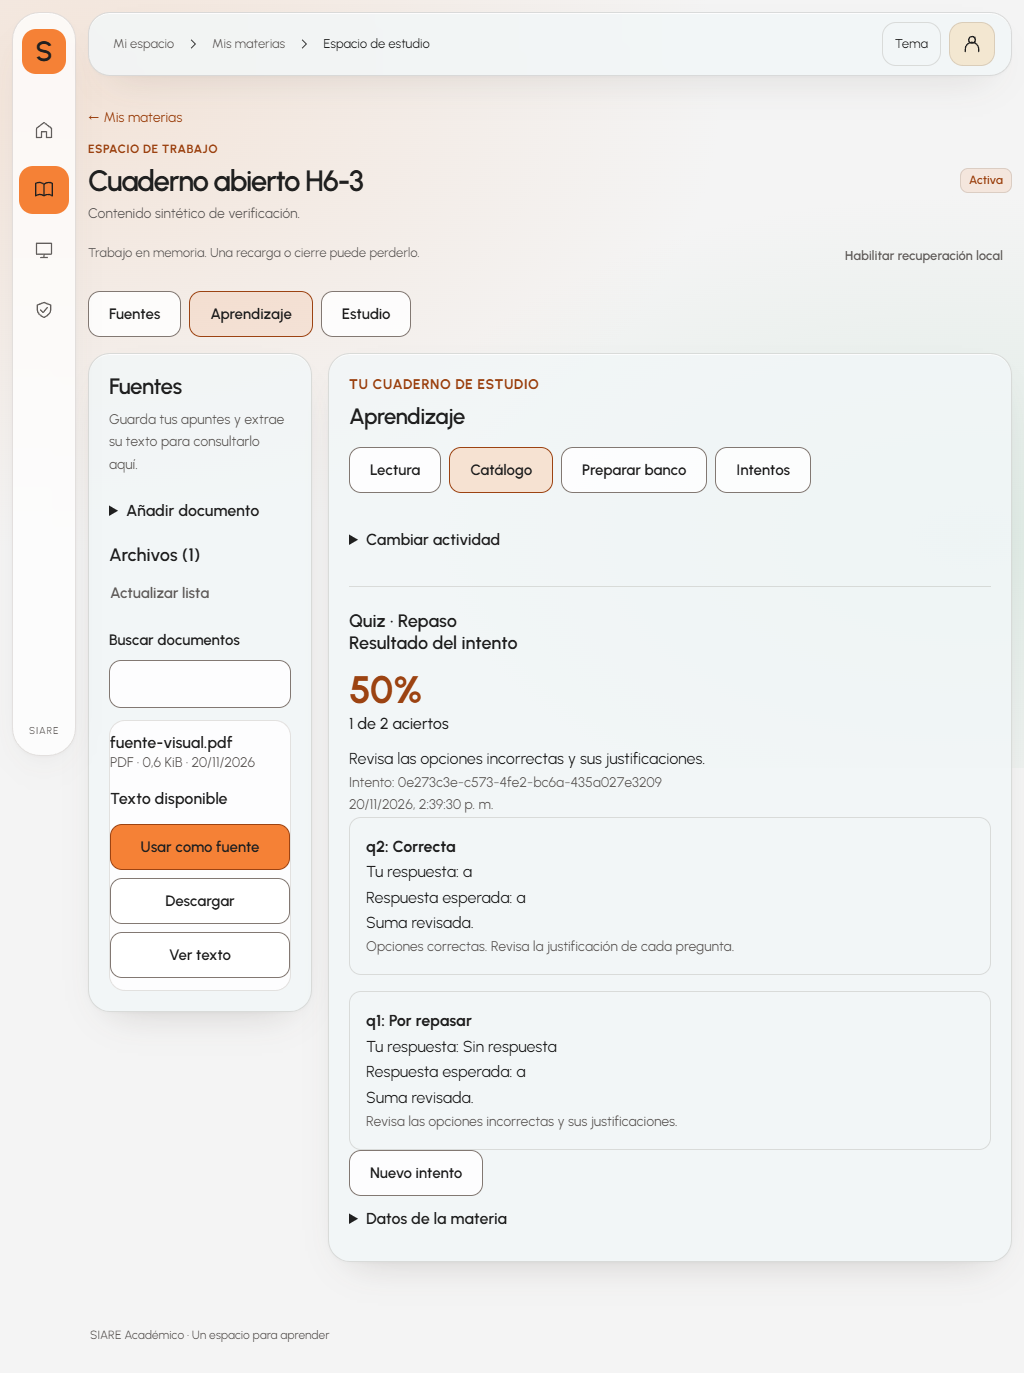 S
Mi espacio > Mis materias > Espacio de estudio
Tema
← Mis materias
ESPACIO DE TRABAJO
Cuaderno abierto H6-3
Activa
Contenido sintético de verificación.
Trabajo en memoria. Una recarga o cierre puede perderlo.
Habilitar recuperación local
Fuentes
Aprendizaje
Estudio
Fuentes
Guarda tus apuntes y extrae
su texto para consultarlo
aquí.
Añadir documento
Archivos (1)
Actualizar lista
Buscar documentos
fuente-visual.pdf
PDF · 0,6 KiB · 20/11/2026
Texto disponible
Usar como fuente
Descargar
Ver texto
SIARE
TU CUADERNO DE ESTUDIO
Aprendizaje
Lectura
Catálogo
Preparar banco
Intentos
Cambiar actividad
Quiz · Repaso
Resultado del intento
50%
1 de 2 aciertos
Revisa las opciones incorrectas y sus justificaciones.
Intento: 0e273c3e-c573-4fe2-bc6a-435a027e3209
20/11/2026, 2:39:30 p. m.
q2: Correcta
Tu respuesta: a
Respuesta esperada: a
Suma revisada.
Opciones correctas. Revisa la justificación de cada pregunta.
q1: Por repasar
Tu respuesta: Sin respuesta
Respuesta esperada: a
Suma revisada.
Revisa las opciones incorrectas y sus justificaciones.
Nuevo intento
Datos de la materia
SIARE Académico · Un espacio para aprender